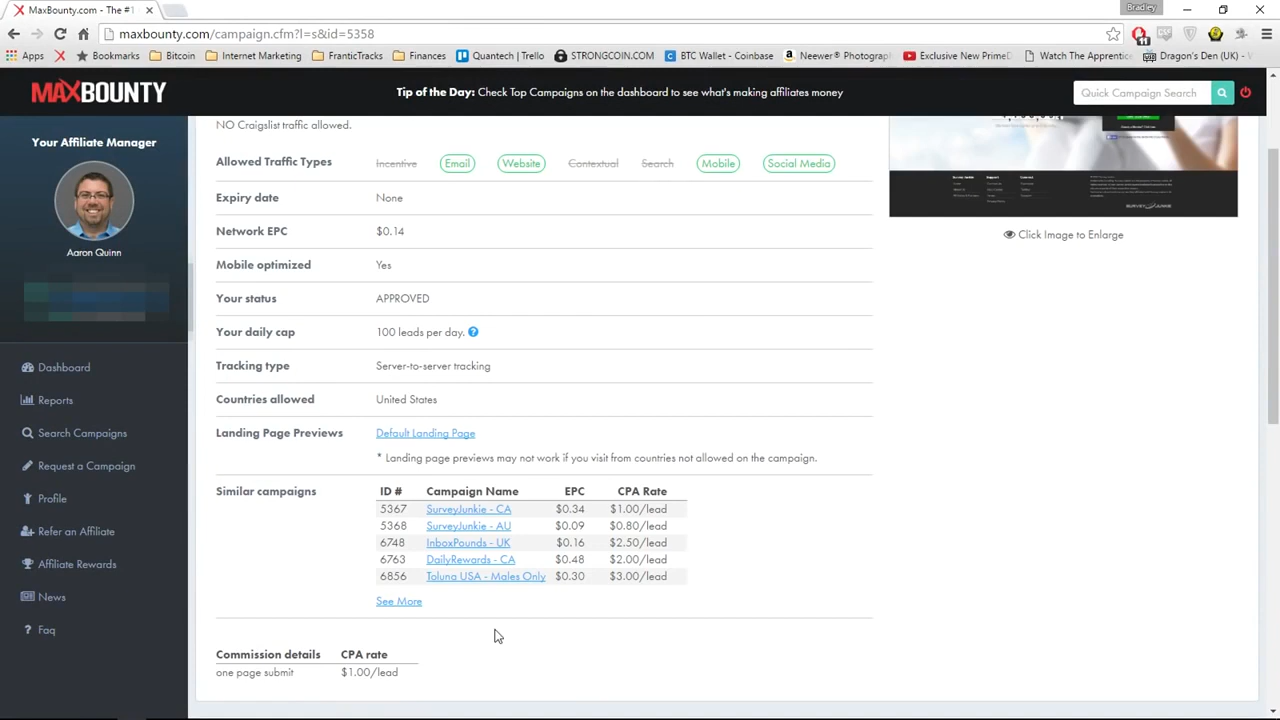 Bradley
MaxBounty.com - The #1
maxbounty.com/campaign.cfm?l=s&id=5358
Apps
Bookmarks
Bitcoin
Internet Marketing
FranticTracks
Quantech | Trello
STRONGCOIN.COM
BTC Wallet - Coinbase
Neewer® Photograph
Exclusive New PrimeD
Watch The Apprentice
Dragon's Den (UK) -
MAXBOUNTY
Tip of the Day: Check Top Campaigns on the dashboard to see what's making affiliates money
Quick Campaign Search
Your Affiliate Manager
Aaron Quinn
Dashboard
Reports
Search Campaigns
Request a Campaign
Profile
Refer an Affiliate
Affiliate Rewards
News
Faq
NO Craigslist traffic allowed.
Allowed Traffic Types Incentive Email Website Contextual Search Mobile Social Media
Expiry date None
Network EPC $0.14
Mobile optimized Yes
Your status APPROVED
Your daily cap 100 leads per day.
Tracking type Server-to-server tracking
Countries allowed United States
Landing Page Previews Default Landing Page
* Landing page previews may not work if you visit from countries not allowed on the campaign.
Similar campaigns ID # Campaign Name EPC CPA Rate
5367 SurveyJunkie - CA $0.34 $1.00/lead
5368 SurveyJunkie - AU $0.09 $0.80/lead
6748 InboxPounds - UK $0.16 $2.50/lead
6763 DailyRewards - CA $0.48 $2.00/lead
6856 Toluna USA - Males Only $0.30 $3.00/lead
See More
Commission details CPA rate
one page submit $1.00/lead
SURVEY JUNKIE
Click Image to Enlarge